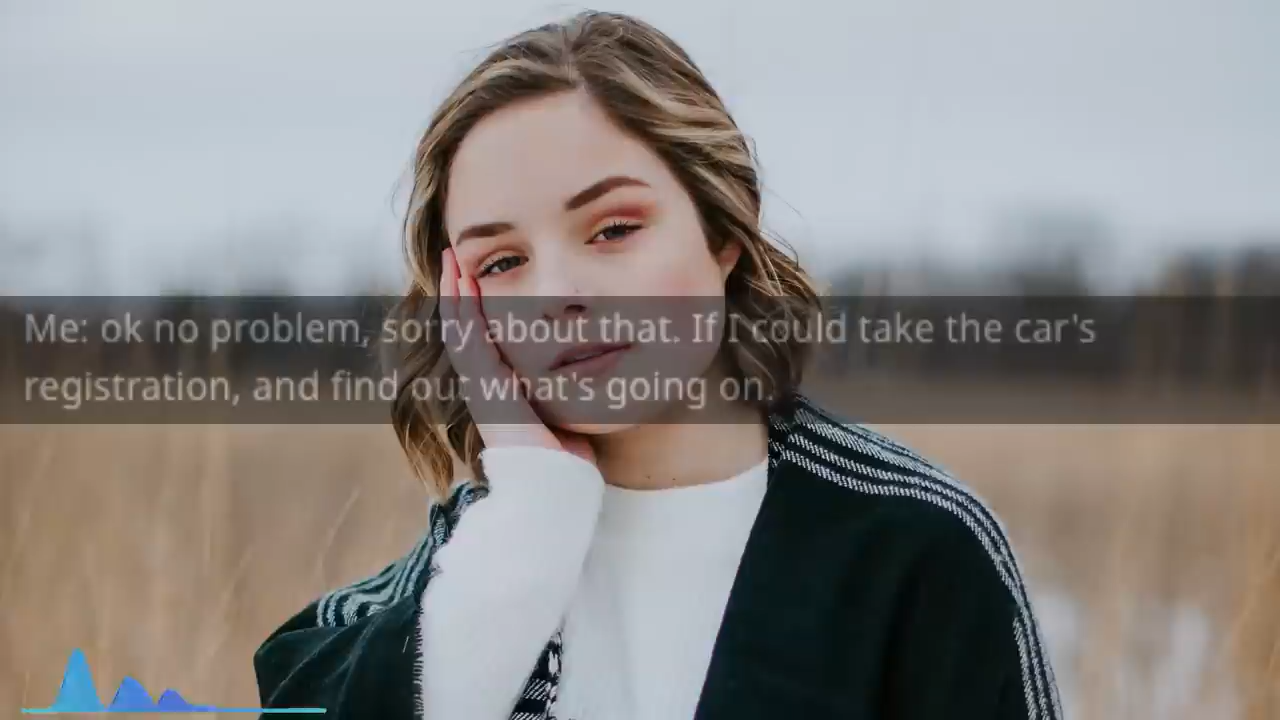 Me: ok no problem, sorry about that. If I could take the car's
registration, and find out what's going on.